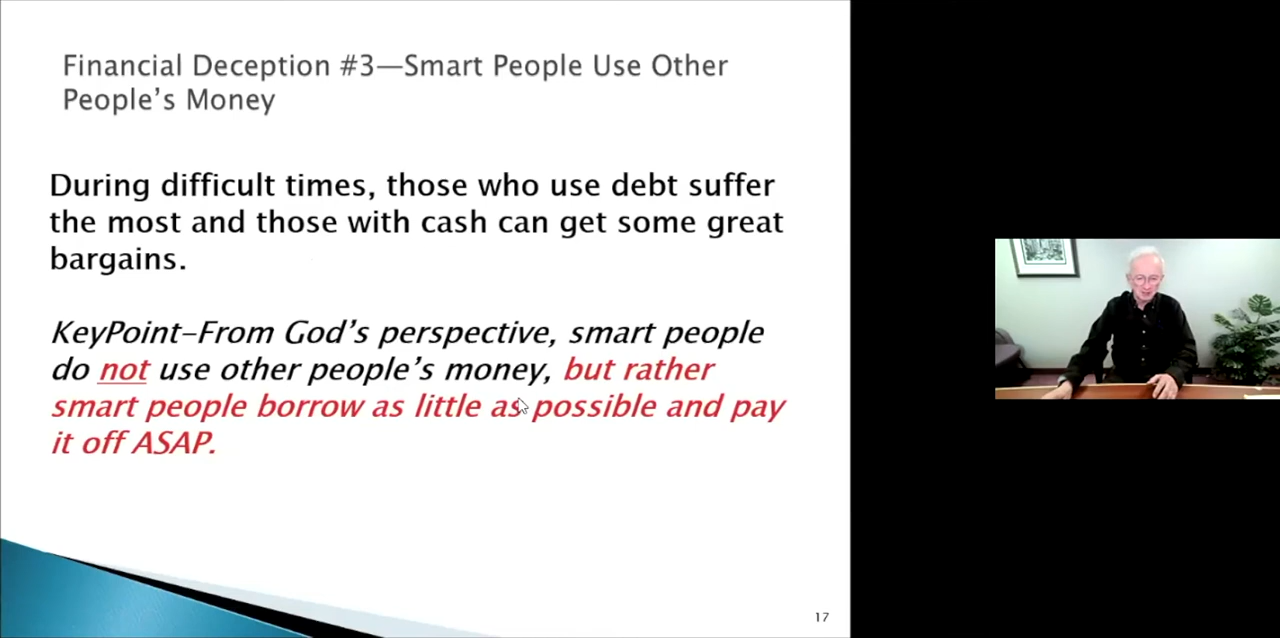 Financial Deception #3—Smart People Use Other
People's Money
During difficult times, those who use debt suffer
the most and those with cash can get some great
bargains.
KeyPoint–From God's perspective, smart people
do not use other people's money, but rather
smart people borrow as little as possible and pay
it off ASAP.
17